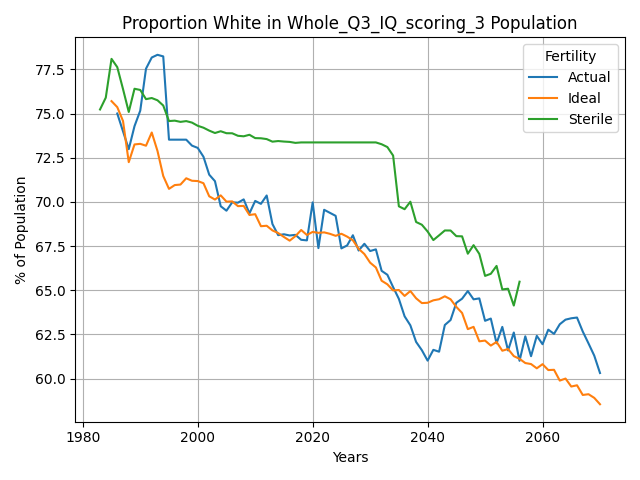 Proportion White in Whole_Q3_IQ_scoring_3 Population
Fertility
Actual
Ideal
Sterile
% of Population
77.5
75.0
72.5
70.0
67.5
65.0
62.5
60.0
1980
2000
2020
2040
2060
Years